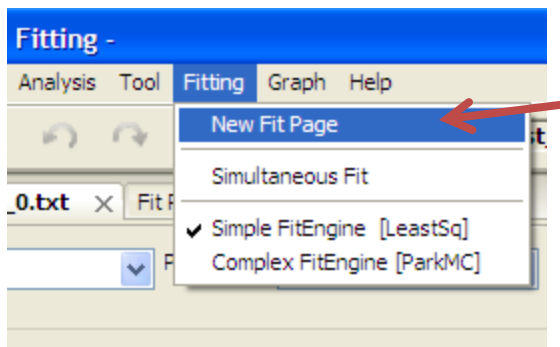 Fitting -
Analysis Tool Fitting Graph Help
New Fit Page
Simultaneous Fit
_0.txt Fit
Simple FitEngine [LeastSq]
Complex FitEngine [ParkMC]